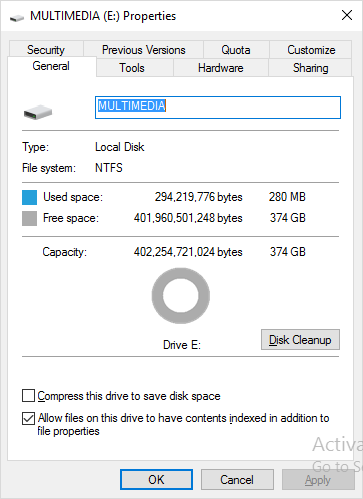 MULTIMEDIA (E:) Properties
Security Previous Versions Quota Customize
General Tools Hardware Sharing
MULTIMEDIA
Type: Local Disk
File system: NTFS
Used space: 294,219,776 bytes 280 MB
Free space: 401,960,501,248 bytes 374 GB
Capacity: 402,254,721,024 bytes 374 GB
Drive E: Disk Cleanup
Compress this drive to save disk space
Allow files on this drive to have contents indexed in addition to
file properties
Activa
Go to S
OK Cancel Apply